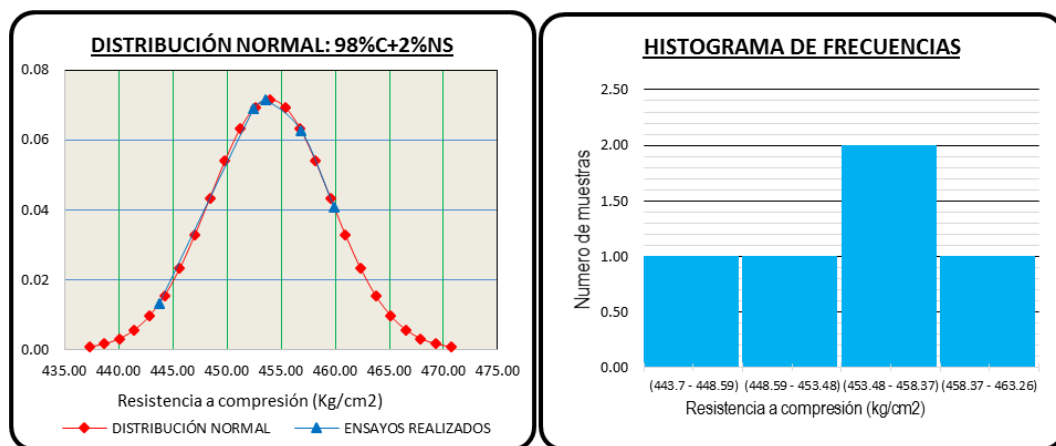 DISTRIBUCIÓN NORMAL: 98%C+2%NS
0.08
0.06
0.04
0.02
0.00
435.00 440.00 445.00 450.00 455.00 460.00 465.00 470.00 475.00
Resistencia a compresión (Kg/cm2)
DISTRIBUCIÓN NORMAL ENSAYOS REALIZADOS
HISTOGRAMA DE FRECUENCIAS
Numero de muestras
2.50
2.00
1.50
1.00
0.50
0.00
(443.7 - 448.59) (448.59 - 453.48) (453.48 - 458.37) (458.37 - 463.26)
Resistencia a compresión (kg/cm2)